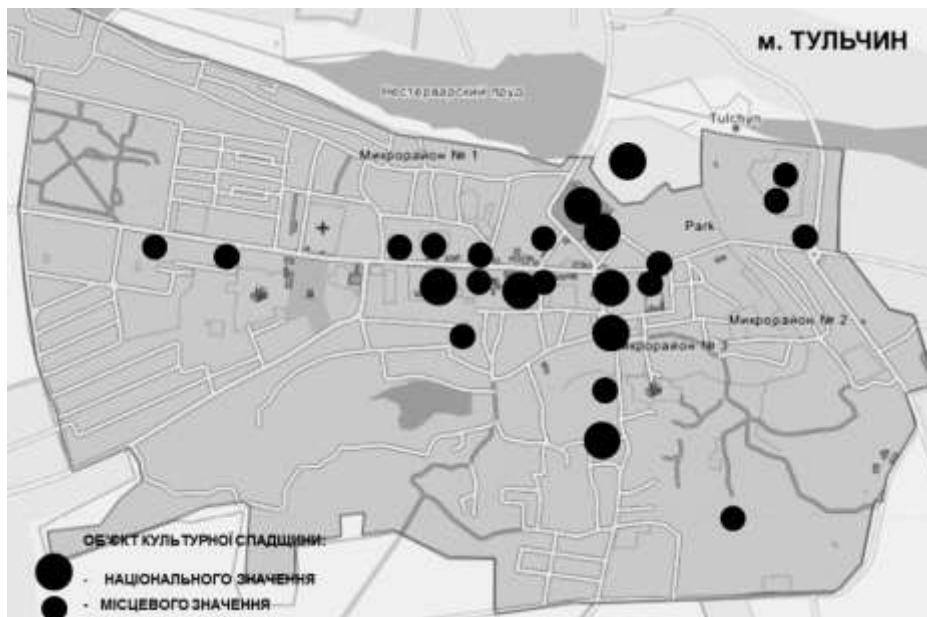 м. ТУЛЬЧИН
Нестерварский пруд
Tulchyn
Микрорайон № 1
Park
Микрорайон № 2
икрорайон № 3
ОБ'ЄКТ КУЛЬТУРНОЇ СПАДЩИНИ:
- НАЦІОНАЛЬНОГО ЗНАЧЕННЯ
- МІСЦЕВОГО ЗНАЧЕННЯ